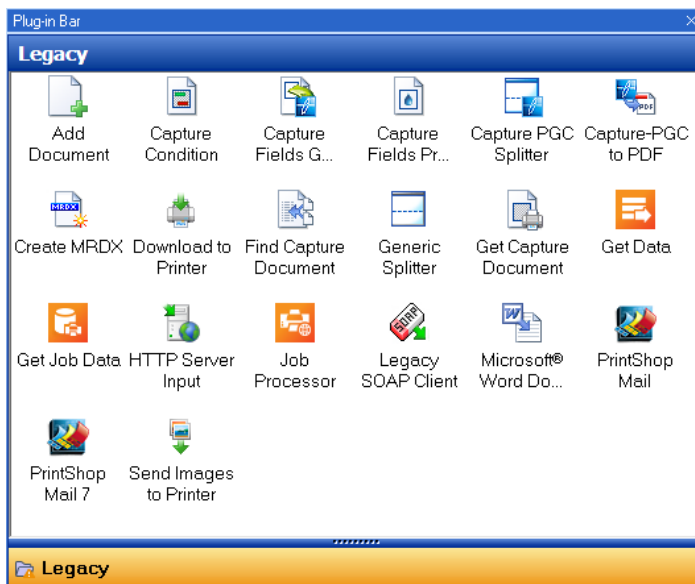 Plug-in Bar
Legacy
Add Document
Capture Condition
Capture Fields G...
Capture Fields Pr...
Capture PGC Splitter
Capture-PGC to PDF
Create MRDX
Download to Printer
Find Capture Document
Generic Splitter
Get Capture Document
Get Data
Get Job Data
HTTP Server Input
Job Processor
Legacy SOAP Client
Microsoft® Word Do...
PrintShop Mail
PrintShop Mail 7
Send Images to Printer
Legacy